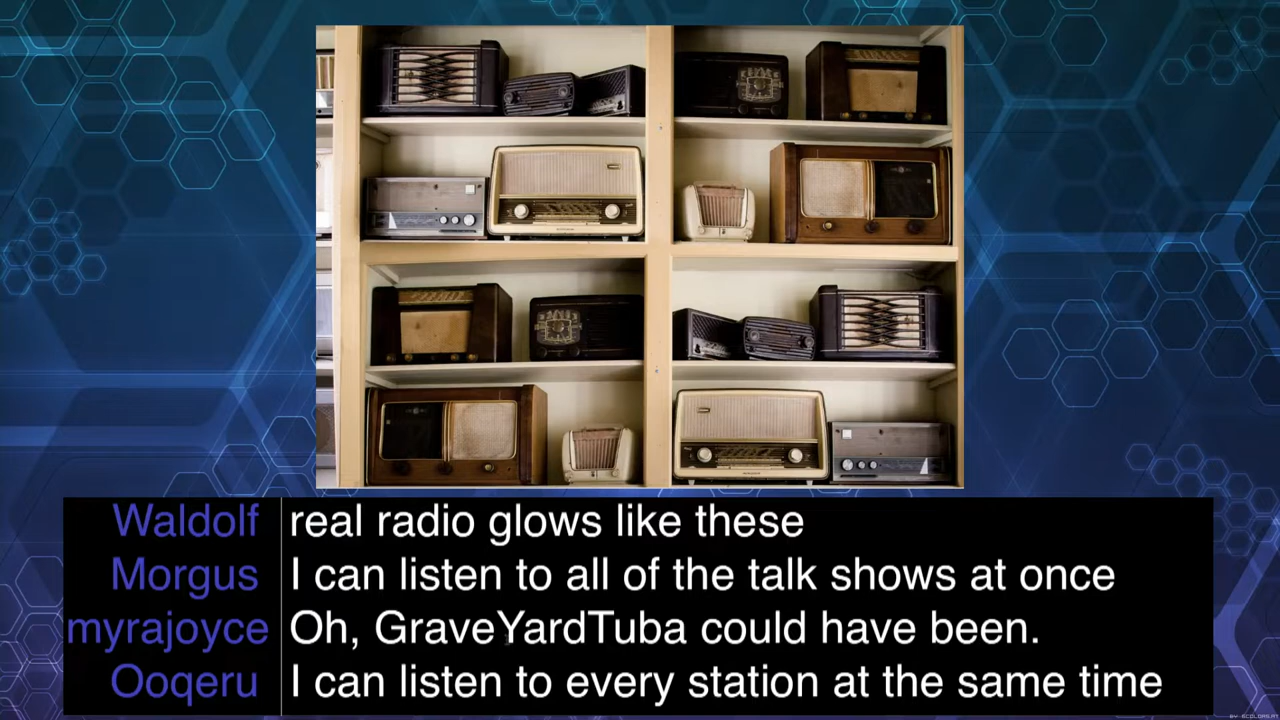 Waldolf real radio glows like these
Morgus I can listen to all of the talk shows at once
myrajoyce Oh, GraveYardTuba could have been.
Ooqeru I can listen to every station at the same time